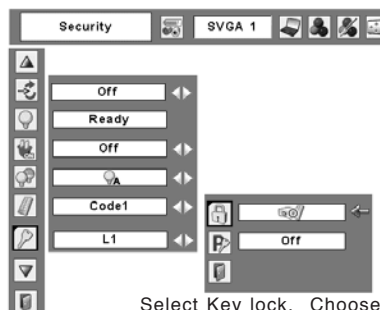 Security SVGA 1
Off
Ready
Off
A
Code1
L1
P Off
Select Key lock. Choose